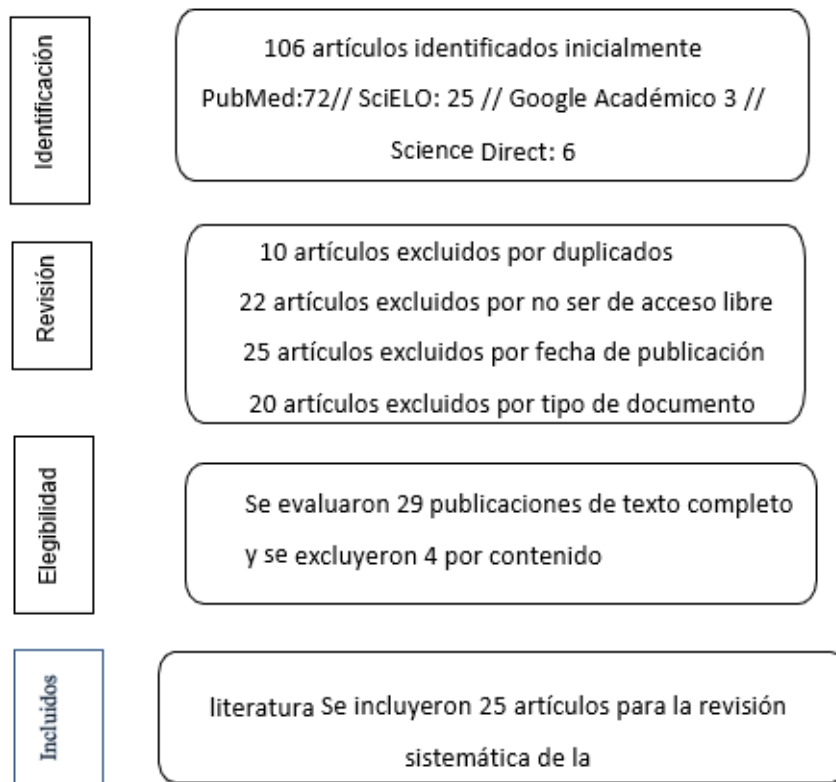 Identificación
106 artículos identificados inicialmente
PubMed:72// SciELO: 25 // Google Académico 3 //
Science Direct: 6
Revisión
10 artículos excluidos por duplicados
22 artículos excluidos por no ser de acceso libre
25 artículos excluidos por fecha de publicación
20 artículos excluidos por tipo de documento
Elegibilidad
Se evaluaron 29 publicaciones de texto completo
y se excluyeron 4 por contenido
Incluidos
literatura Se incluyeron 25 artículos para la revisión
sistemática de la